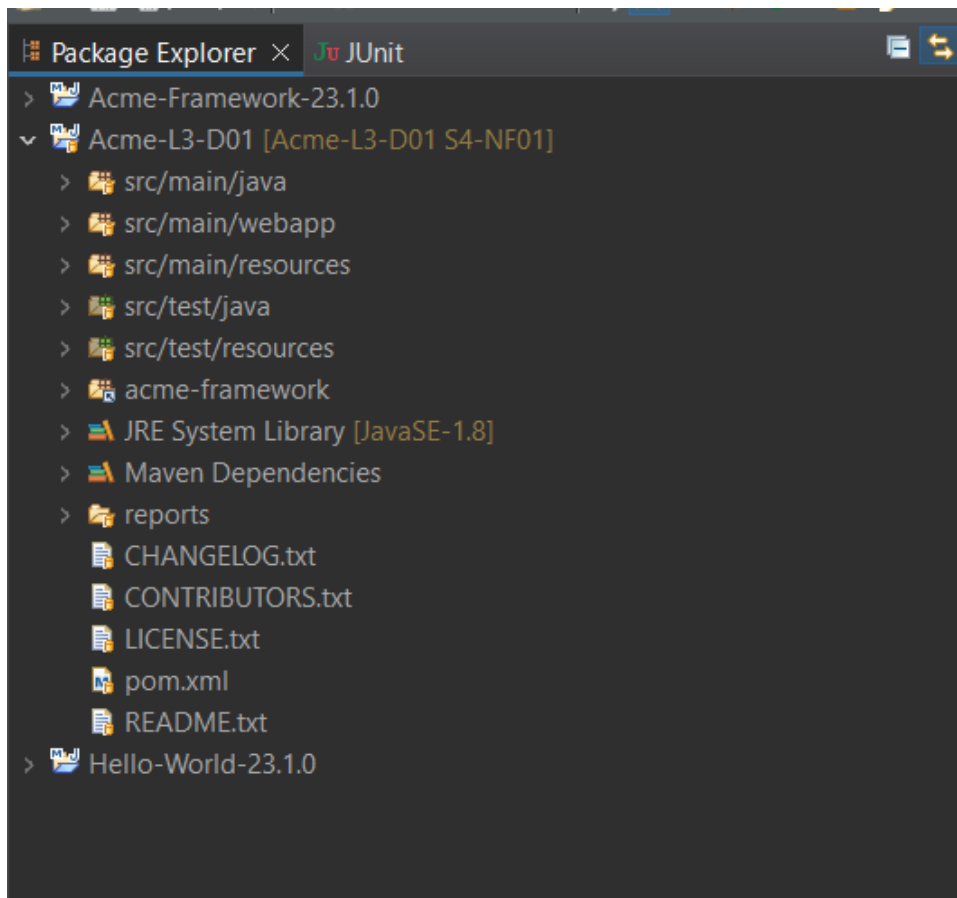 Package Explorer JUnit
Acme-Framework-23.1.0
Acme-L3-D01 [Acme-L3-D01 S4-NF01]
src/main/java
src/main/webapp
src/main/resources
src/test/java
src/test/resources
acme-framework
JRE System Library [JavaSE-1.8]
Maven Dependencies
reports
CHANGELOG.txt
CONTRIBUTORS.txt
LICENSE.txt
pom.xml
README.txt
Hello-World-23.1.0